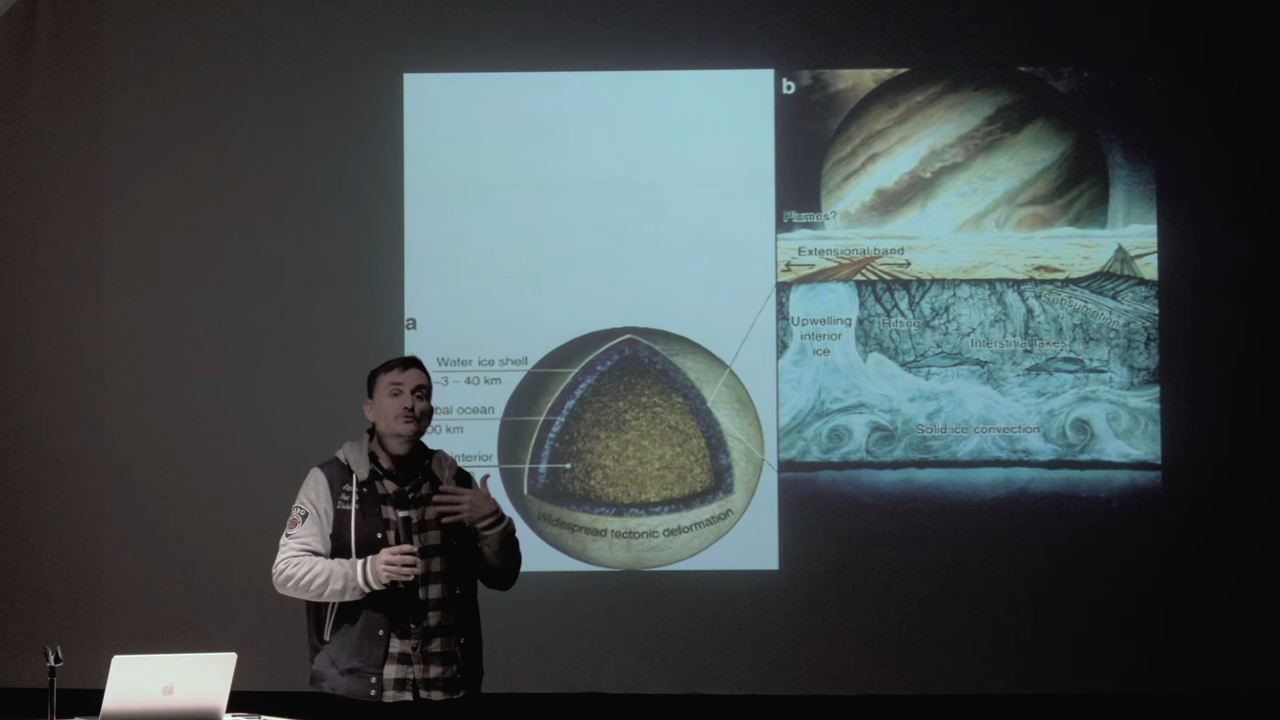 a
Water ice shell
~3 – 40 km
bal ocean
00 km
interior
Widespread tectonic deformation
b
Plumes?
Extensional band
Subsumption
Upwelling
interior
ice
Rifting
Interstitial lakes
Solid ice convection